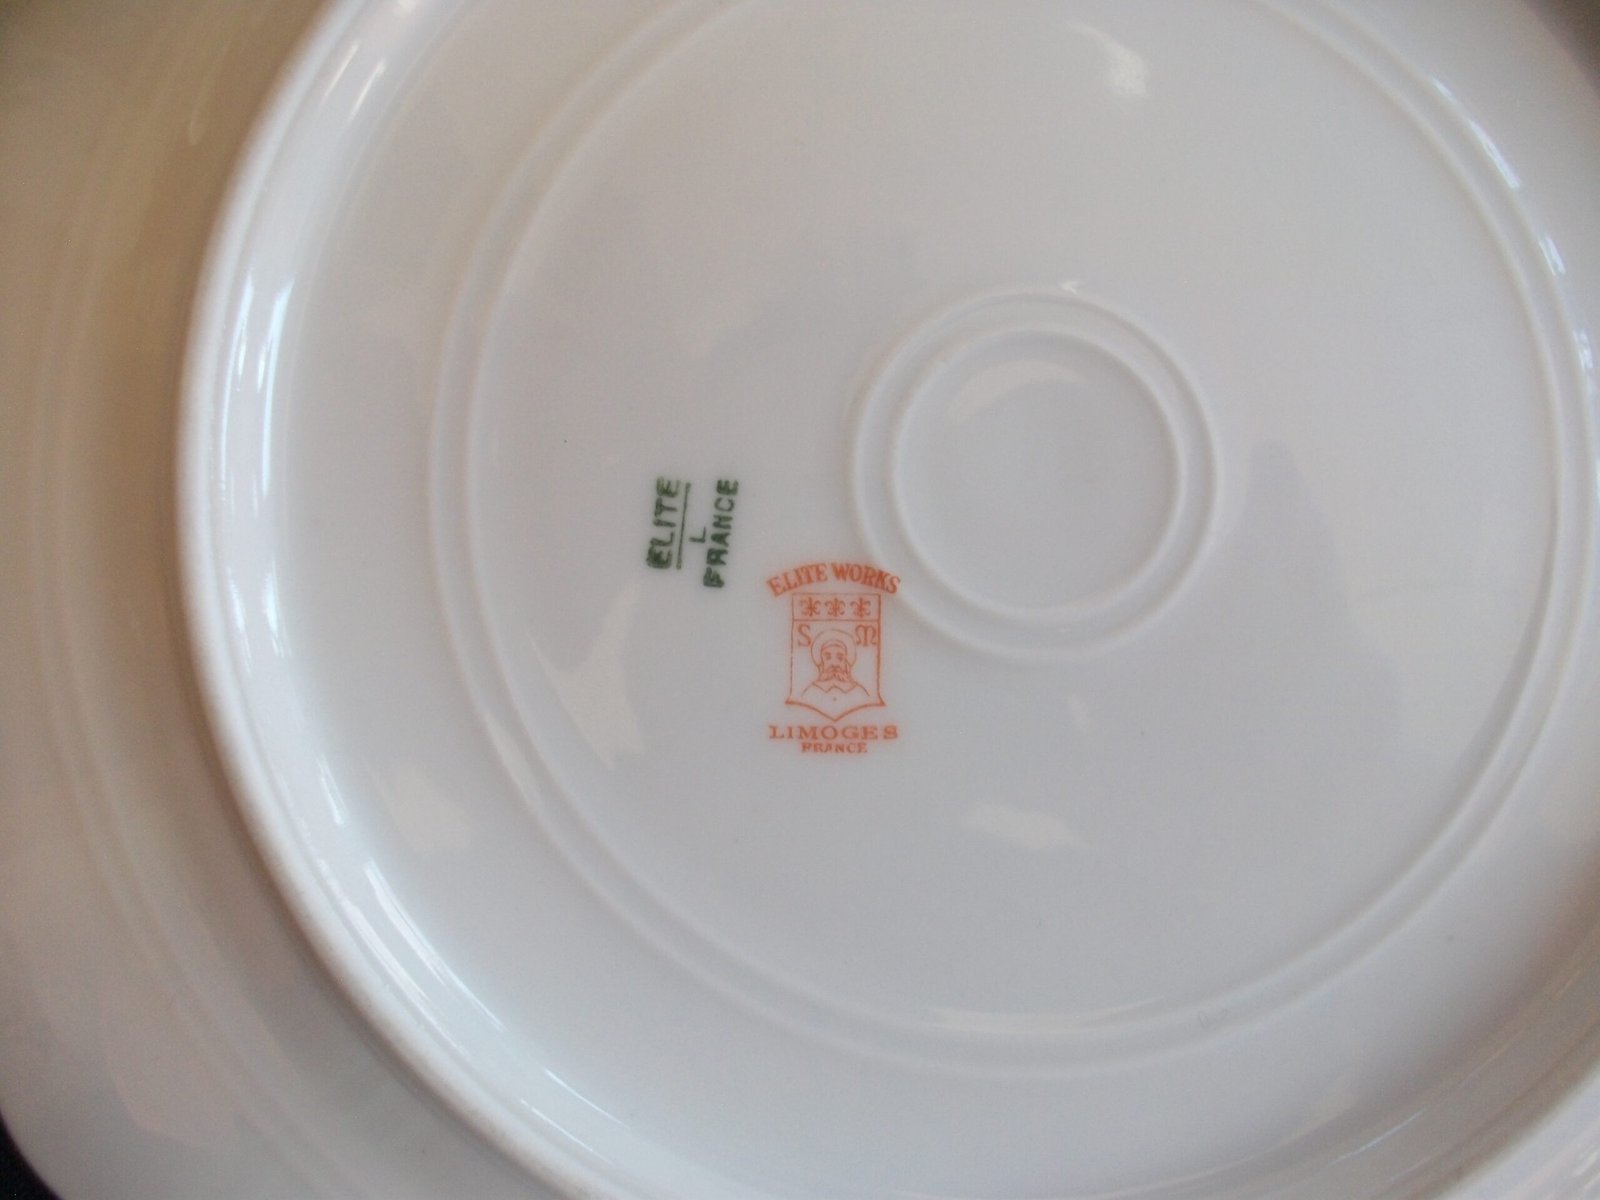 ELITE
L
FRANCE
ELITE WORKS
S M
LIMOGES
FRANCE